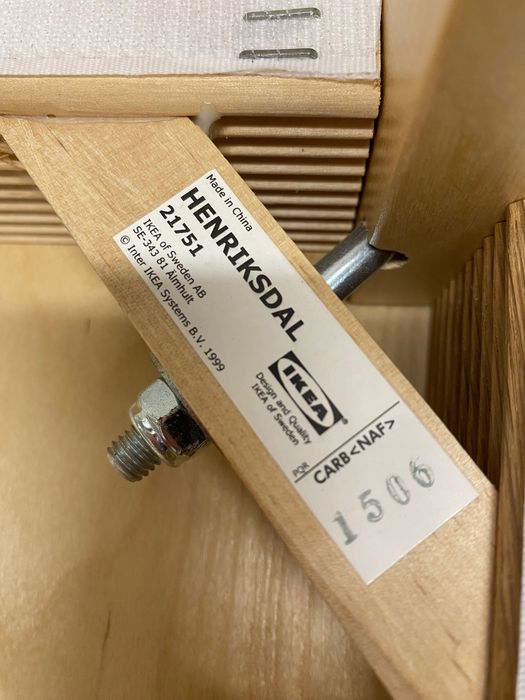 Made in China
HENRIKSDAL
21751
IKEA of Sweden AB
SE-343 81 Älmhult
© Inter IKEA Systems B.V. 1999
IKEA
Design and Quality
IKEA of Sweden
PQR
CARB<NAF>
1506